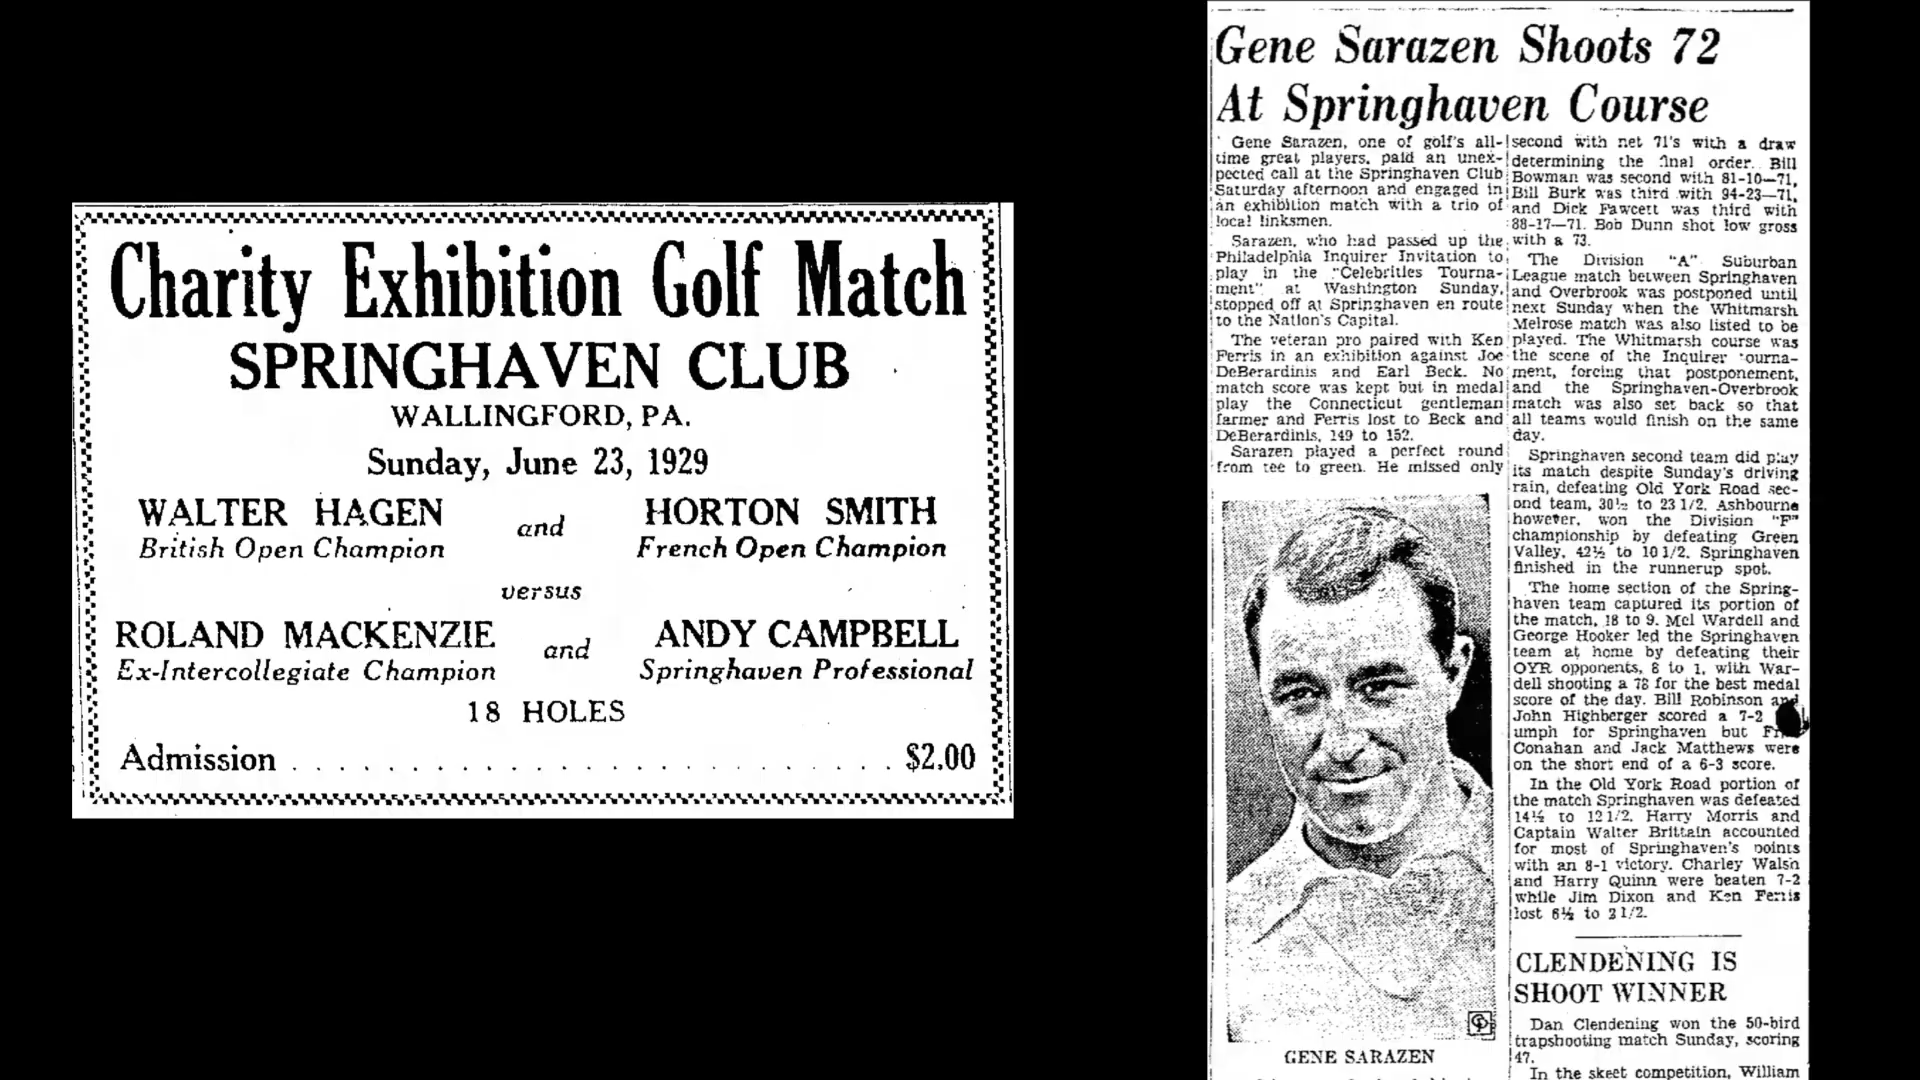 Charity Exhibition Golf Match
SPRINGHAVEN CLUB
WALLINGFORD, PA.
Sunday, June 23, 1929
WALTER HAGEN and HORTON SMITH
British Open Champion French Open Champion
versus
ROLAND MACKENZIE and ANDY CAMPBELL
Ex-Intercollegiate Champion Springhaven Professional
18 HOLES
Admission . . . . . . . . . . . . . . . . . . . . . . . . . . . . $2.00
Gene Sarazen Shoots 72
At Springhaven Course
Gene Sarazen, one of golf's all-
time great players, paid an unex-
pected call at the Springhaven Club
Saturday afternoon and engaged in
an exhibition match with a trio of
local linksmen.
Sarazen, who had passed up the
Philadelphia Inquirer Invitation to
play in the "Celebrities Tourna-
ment" at Washington Sunday,
stopped off at Springhaven en route
to the Nation's Capital.
The veteran pro paired with Ken
Ferris in an exhibition against Joe
DeBerardinis and Earl Beck. No
match score was kept but in medal
play the Connecticut gentleman
farmer and Ferris lost to Beck and
DeBerardinis, 149 to 152.
Sarazen played a perfect round
from tee to green. He missed only
GENE SARAZEN
second with net 71's with a draw
determining the final order. Bill
Bowman was second with 81-10—71,
Bill Burk was third with 94-23—71,
and Dick Fawcett was third with
88-17—71. Bob Dunn shot low gross
with a 73.
The Division "A" Suburban
League match between Springhaven
and Overbrook was postponed until
next Sunday when the Whitmarsh
Melrose match was also listed to be
played. The Whitmarsh course was
the scene of the Inquirer tourna-
ment, forcing that postponement,
and the Springhaven-Overbrook
match was also set back so that
all teams would finish on the same
day.
Springhaven second team did play
its match despite Sunday's driving
rain, defeating Old York Road sec-
ond team, 30½ to 23 1/2. Ashbourne
however, won the Division "F"
championship by defeating Green
Valley, 42½ to 10 1/2. Springhaven
finished in the runnerup spot.
The home section of the Spring-
haven team captured its portion of
the match, 18 to 9. Mel Wardell and
George Hooker led the Springhaven
team at home by defeating their
OYR opponents, 8 to 1, with War-
dell shooting a 78 for the best medal
score of the day. Bill Robinson and
John Highberger scored a 7-2
umph for Springhaven but
Conahan and Jack Matthews were
on the short end of a 6-3 score.
In the Old York Road portion of
the match Springhaven was defeated
14½ to 12 1/2. Harry Morris and
Captain Walter Brittain accounted
for most of Springhaven's points
with an 8-1 victory. Charley Walsh
and Harry Quinn were beaten 7-2
while Jim Dixon and Ken Ferris
lost 6½ to 2 1/2.
CLENDENING IS
SHOOT WINNER
Dan Clendening won the 50-bird
trapshooting match Sunday, scoring
47.
In the skeet competition, William